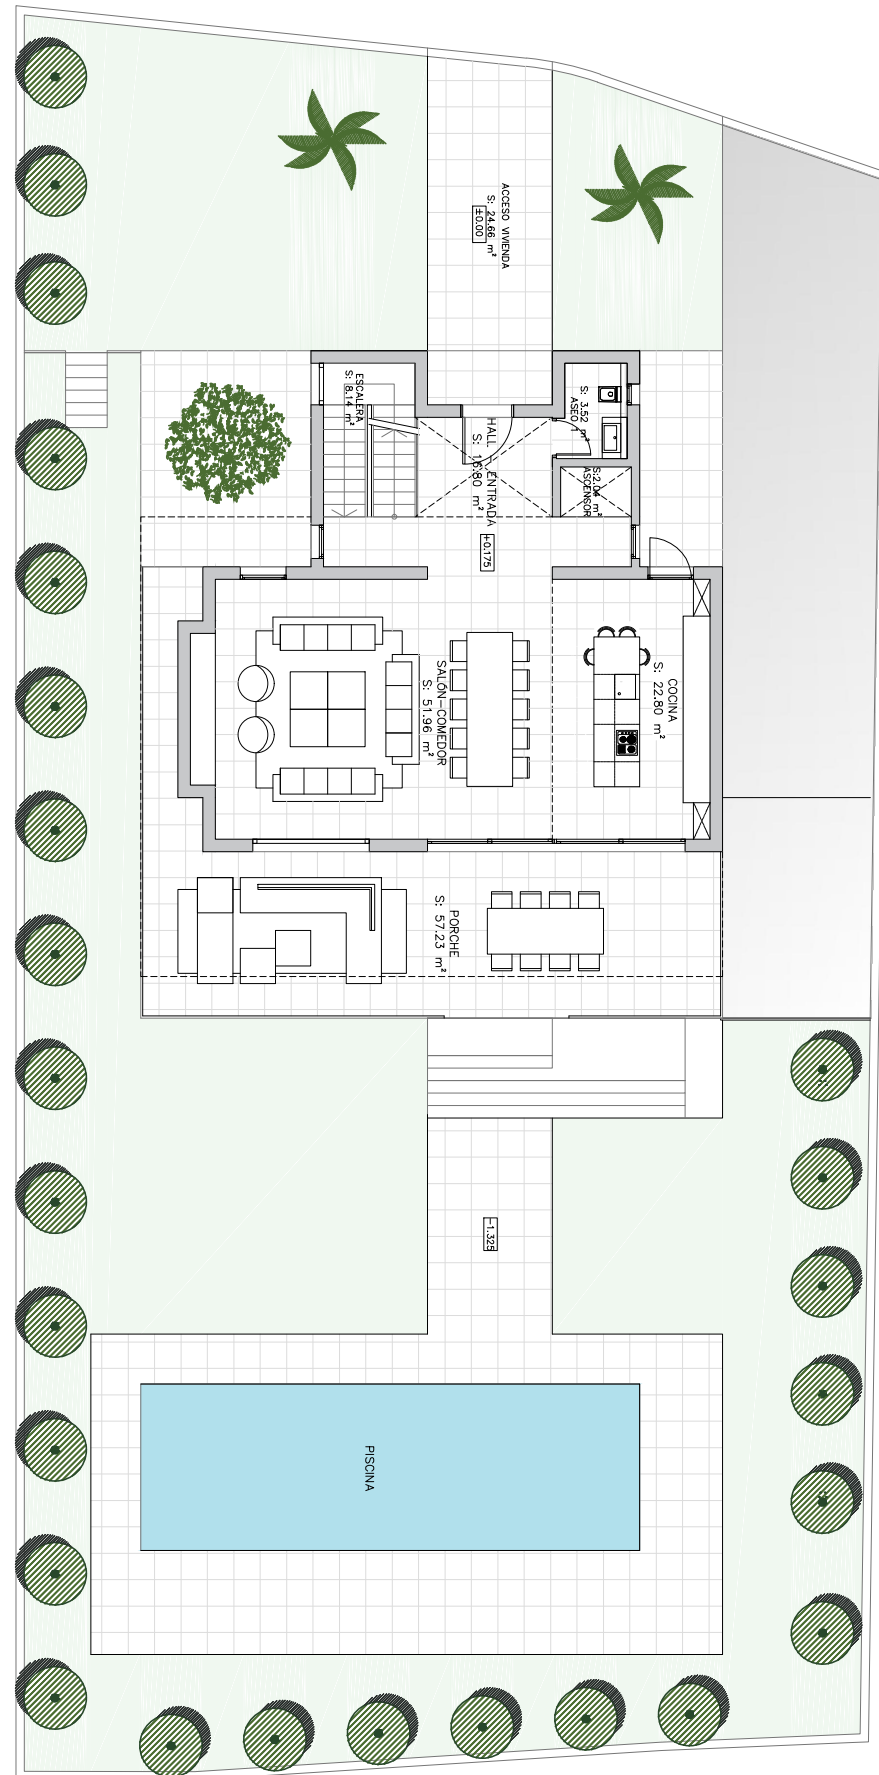 ACCESO VIVIENDA
S: 24.66 m²
±0.00
ESCALERA
S: 8.14 m²
HALL - ENTRADA
S: 16.80 m²
+0.175
ASEO 1
S: 3.52 m²
ASCENSOR
S:2.04 m²
SALÓN-COMEDOR
S: 51.96 m²
COCINA
S: 22.80 m²
PORCHE
S: 57.23 m²
-1.325
PISCINA